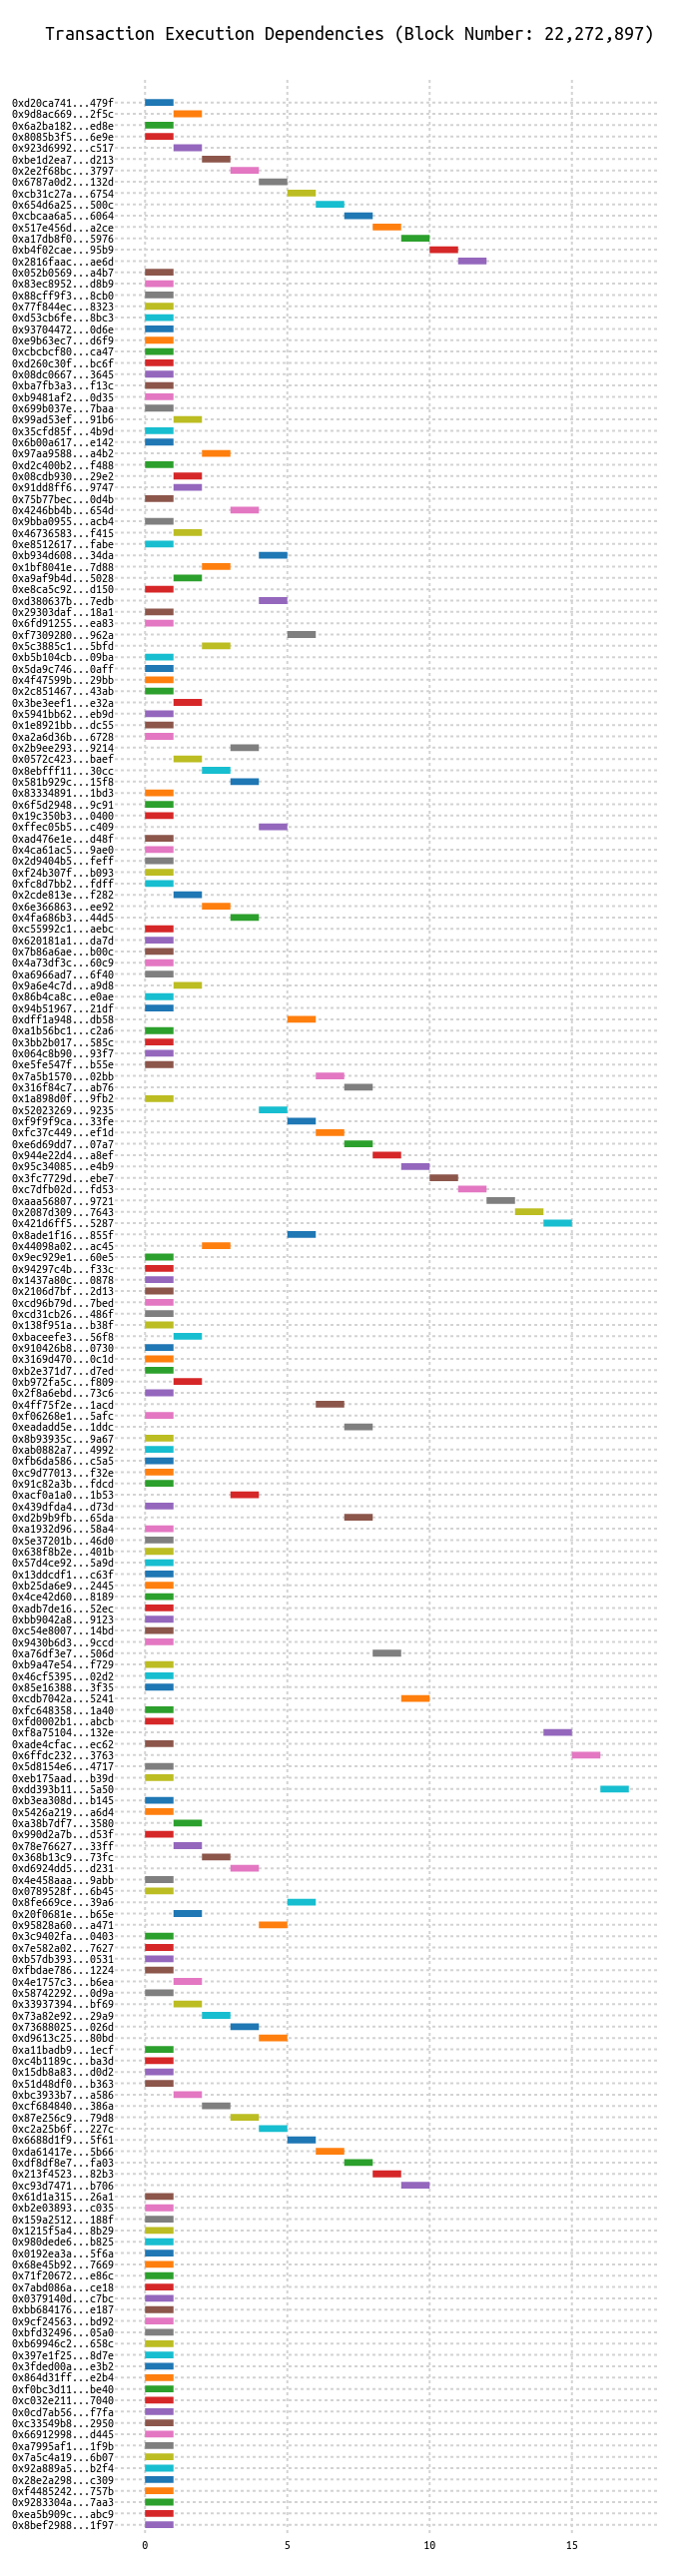 Transaction Execution Dependencies (Block Number: 22,272,897)
0xd20ca741...479f
0x9d8ac669...2f5c
0x6a2ba182...ed8e
0x8085b3f5...6e9e
0x923d6992...c517
0xbe1d2ea7...d213
0x2e2f68bc...3797
0x6787a0d2...132d
0xcb31c27a...6754
0x654d6a25...500c
0xcbcaa6a5...6064
0x517e456d...a2ce
0xa17db8f0...5976
0xb4f02cae...95b9
0x2816faac...ae6d
0x052b0569...a4b7
0x83ec8952...d8b9
0x88cff9f3...8cb0
0x77f844ec...8323
0xd53cb6fe...8bc3
0x93704472...0d6e
0xe9b63ec7...d6f9
0xcbcbcf80...ca47
0xd260c30f...bc6f
0x08dc0667...3645
0xba7fb3a3...f13c
0xb9481af2...0d35
0x699b037e...7baa
0x99ad53ef...91b6
0x35cfd85f...4b9d
0x6b00a617...e142
0x97aa9588...a4b2
0xd2c400b2...f488
0x08cdb930...29e2
0x91dd8ff6...9747
0x75b77bec...0d4b
0x4246bb4b...654d
0x9bba0955...acb4
0x46736583...f415
0xe8512617...fabe
0xb934d608...34da
0x1bf8041e...7d88
0xa9af9b4d...5028
0xe8ca5c92...d150
0xd380637b...7edb
0x29303daf...18a1
0x6fd91255...ea83
0xf7309280...962a
0x5c3885c1...5bfd
0xb5b104cb...09ba
0x5da9c746...0aff
0x4f47599b...29bb
0x2c851467...43ab
0x3be3eef1...e32a
0x5941bb62...eb9d
0x1e8921bb...dc55
0xa2a6d36b...6728
0x2b9ee293...9214
0x0572c423...baef
0x8ebfff11...30cc
0x581b929c...15f8
0x83334891...1bd3
0x6f5d2948...9c91
0x19c350b3...0400
0xffec05b5...c409
0xad476e1e...d48f
0x4ca61ac5...9ae0
0x2d9404b5...feff
0xf24b307f...b093
0xfc8d7bb2...fdff
0x2cde813e...f282
0x6e366863...ee92
0x4fa686b3...44d5
0xc55992c1...aebc
0x620181a1...da7d
0x7b86a6ae...b00c
0x4a73df3c...60c9
0xa6966ad7...6f40
0x9a6e4c7d...a9d8
0x86b4ca8c...e0ae
0x94b51967...21df
0xdff1a948...db58
0xa1b56bc1...c2a6
0x3bb2b017...585c
0x064c8b90...93f7
0xe5fe547f...b55e
0x7a5b1570...02bb
0x316f84c7...ab76
0x1a898d0f...9fb2
0x52023269...9235
0xf9f9f9ca...33fe
0xfc37c449...ef1d
0xe6d69dd7...07a7
0x944e22d4...a8ef
0x95c34085...e4b9
0x3fc7729d...ebe7
0xc7dfb02d...fd53
0xaaa56807...9721
0x2087d309...7643
0x421d6ff5...5287
0x8ade1f16...855f
0x44098a02...ac45
0x9ec929e1...60e5
0x94297c4b...f33c
0x1437a80c...0878
0x2106d7bf...2d13
0xcd96b79d...7bed
0xcd31cb26...486f
0x138f951a...b38f
0xbaceefe3...56f8
0x910426b8...0730
0x3169d470...0c1d
0xb2e371d7...d7ed
0xb972fa5c...f809
0x2f8a6ebd...73c6
0x4ff75f2e...1acd
0xf06268e1...5afc
0xeadadd5e...1ddc
0x8b93935c...9a67
0xab0882a7...4992
0xfb6da586...c5a5
0xc9d77013...f32e
0x91c82a3b...fdcd
0xacf0a1a0...1b53
0x439dfda4...d73d
0xd2b9b9fb...65da
0xa1932d96...58a4
0x5e37201b...46d0
0x638f8b2e...401b
0x57d4ce92...5a9d
0x13ddcdf1...c63f
0xb25da6e9...2445
0x4ce42d60...8189
0xadb7de16...52ec
0xbb9042a8...9123
0xc54e8007...14bd
0x9430b6d3...9ccd
0xa76df3e7...506d
0xb9a47e54...f729
0x46cf5395...02d2
0x85e16388...3f35
0xcdb7042a...5241
0xfc648358...1a40
0xfd0002b1...abcb
0xf8a75104...132e
0xade4cfac...ec62
0x6ffdc232...3763
0x5d8154e6...4717
0xeb175aad...b39d
0xdd393b11...5a50
0xb3ea308d...b145
0x5426a219...a6d4
0xa38b7df7...3580
0x990d2a7b...d53f
0x78e76627...33ff
0x368b13c9...73fc
0xd6924dd5...d231
0x4e458aaa...9abb
0x0789528f...6b45
0x8fe669ce...39a6
0x20f0681e...b65e
0x95828a60...a471
0x3c9402fa...0403
0x7e582a02...7627
0xb57db393...0531
0xfbdae786...1224
0x4e1757c3...b6ea
0x58742292...0d9a
0x33937394...bf69
0x73a82e92...29a9
0x73688025...026d
0xd9613c25...80bd
0xa11badb9...1ecf
0xc4b1189c...ba3d
0x15db8a83...d0d2
0x51d48df0...b363
0xbc3933b7...a586
0xcf684840...386a
0x87e256c9...79d8
0xc2a25b6f...227c
0x6688d1f9...5f61
0xda61417e...5b66
0xdf8df8e7...fa03
0x213f4523...82b3
0xc93d7471...b706
0x61d1a315...26a1
0xb2e03893...c035
0x159a2512...188f
0x1215f5a4...8b29
0x980dede6...b825
0x0192ea3a...5f6a
0x68e45b92...7669
0x71f20672...e86c
0x7abd086a...ce18
0x0379140d...c7bc
0xbb684176...e187
0x9cf24563...bd92
0xbfd32496...05a0
0xb69946c2...658c
0x397e1f25...8d7e
0x3fded00a...e3b2
0x864d31ff...e2b4
0xf0bc3d11...be40
0xc032e211...7040
0x0cd7ab56...f7fa
0xc33549b8...2950
0x66912998...d445
0xa7995af1...1f9b
0x7a5c4a19...6b07
0x92a889a5...b2f4
0x28e2a298...c309
0xf4485242...757b
0x9283304a...7aa3
0xea5b909c...abc9
0x8bef2988...1f97
0 5 10 15